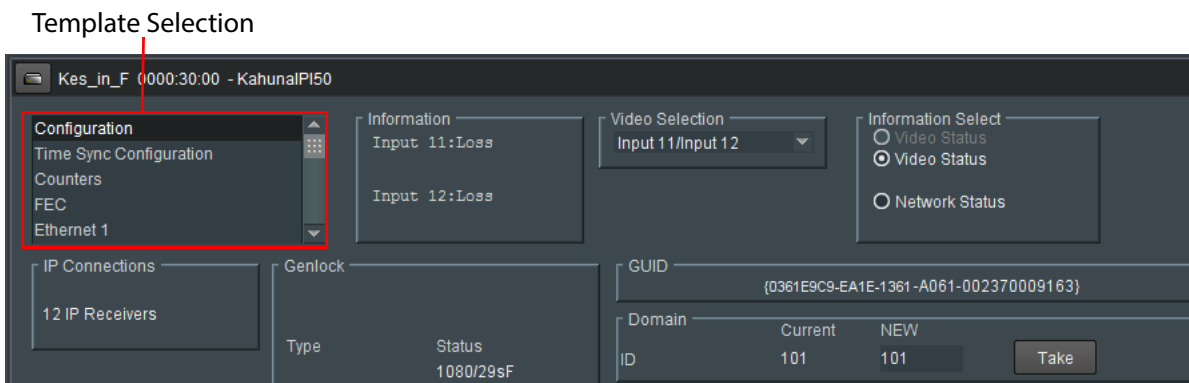 Template Selection
Kes_in_F 0000:30:00 - KahunaIPI50
Configuration
Time Sync Configuration
Counters
FEC
Ethernet 1
Information
Input 11:Loss
Input 12:Loss
Video Selection
Input 11/Input 12
Information Select
Video Status
Video Status
Network Status
IP Connections
12 IP Receivers
Genlock
Type Status
1080/29sF
GUID
{0361E9C9-EA1E-1361-A061-002370009163}
Domain
Current NEW
ID 101 101 Take